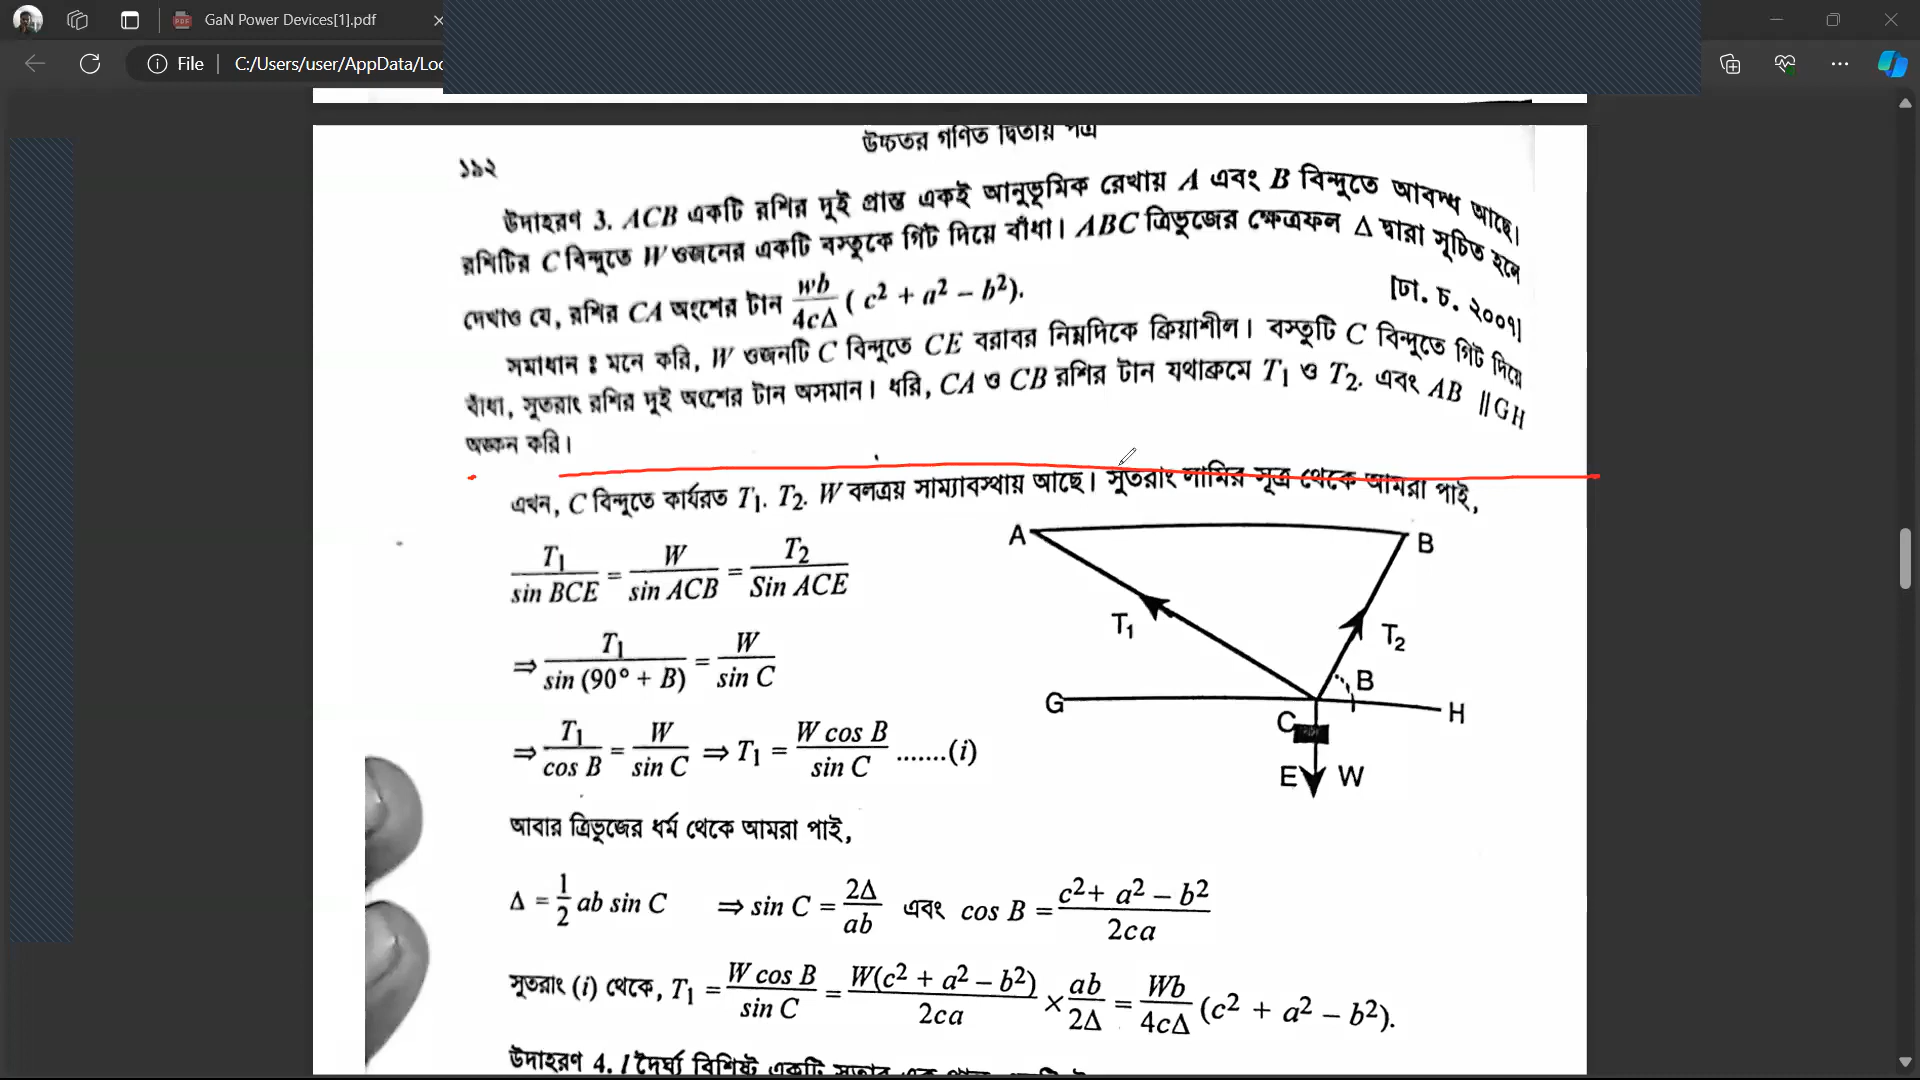 GaN Power Devices[1].pdf
File
C:/Users/user/AppData/Loc
উচ্চতর গণিত দ্বিতীয় পত্র
১৯২
উদাহরণ 3. ACB একটি রশির দুই প্রান্ত একই আনুভূমিক রেখায় A এবং B বিন্দুতে আবদ্ধ আছে।
রশিটির C বিন্দুতে W ওজনের একটি বস্তুকে গিট দিয়ে বাঁধা। ABC ত্রিভুজের ক্ষেত্রফল Δ দ্বারা সূচিত হলে
দেখাও যে, রশির CA অংশের টান wb/4cΔ ( c² + a² – b²).
[ঢা. চ. ২০০৭]
সমাধান ঃ মনে করি, W ওজনটি C বিন্দুতে CE বরাবর নিম্নদিকে ক্রিয়াশীল। বস্তুটি C বিন্দুতে গিট দিয়ে
বাঁধা, সুতরাং রশির দুই অংশের টান অসমান। ধরি, CA ও CB রশির টান যথাক্রমে T₁ ও T₂. এবং AB ||GH
অঙ্কন করি।
এখন, C বিন্দুতে কার্যরত T₁. T₂. W বলত্রয় সাম্যাবস্থায় আছে। সুতরাং লামির সূত্র থেকে আমরা পাই,
T₁/sin BCE = W/sin ACB = T₂/Sin ACE
⇒ T₁/sin (90° + B) = W/sin C
⇒ T₁/cos B = W/sin C ⇒ T₁ = W cos B/sin C .......(i)
A
B
T₁
T₂
B
G
C
H
E
W
আবার ত্রিভুজের ধর্ম থেকে আমরা পাই,
Δ = 1/2 ab sin C ⇒ sin C = 2Δ/ab এবং cos B = c²+ a² – b²/2ca
সুতরাং (i) থেকে, T₁ = W cos B/sin C = W(c² + a² – b²)/2ca × ab/2Δ = Wb/4cΔ (c² + a² – b²).
উদাহরণ 4. l দৈর্ঘ্য বিশিষ্ট একটি সুতার এক